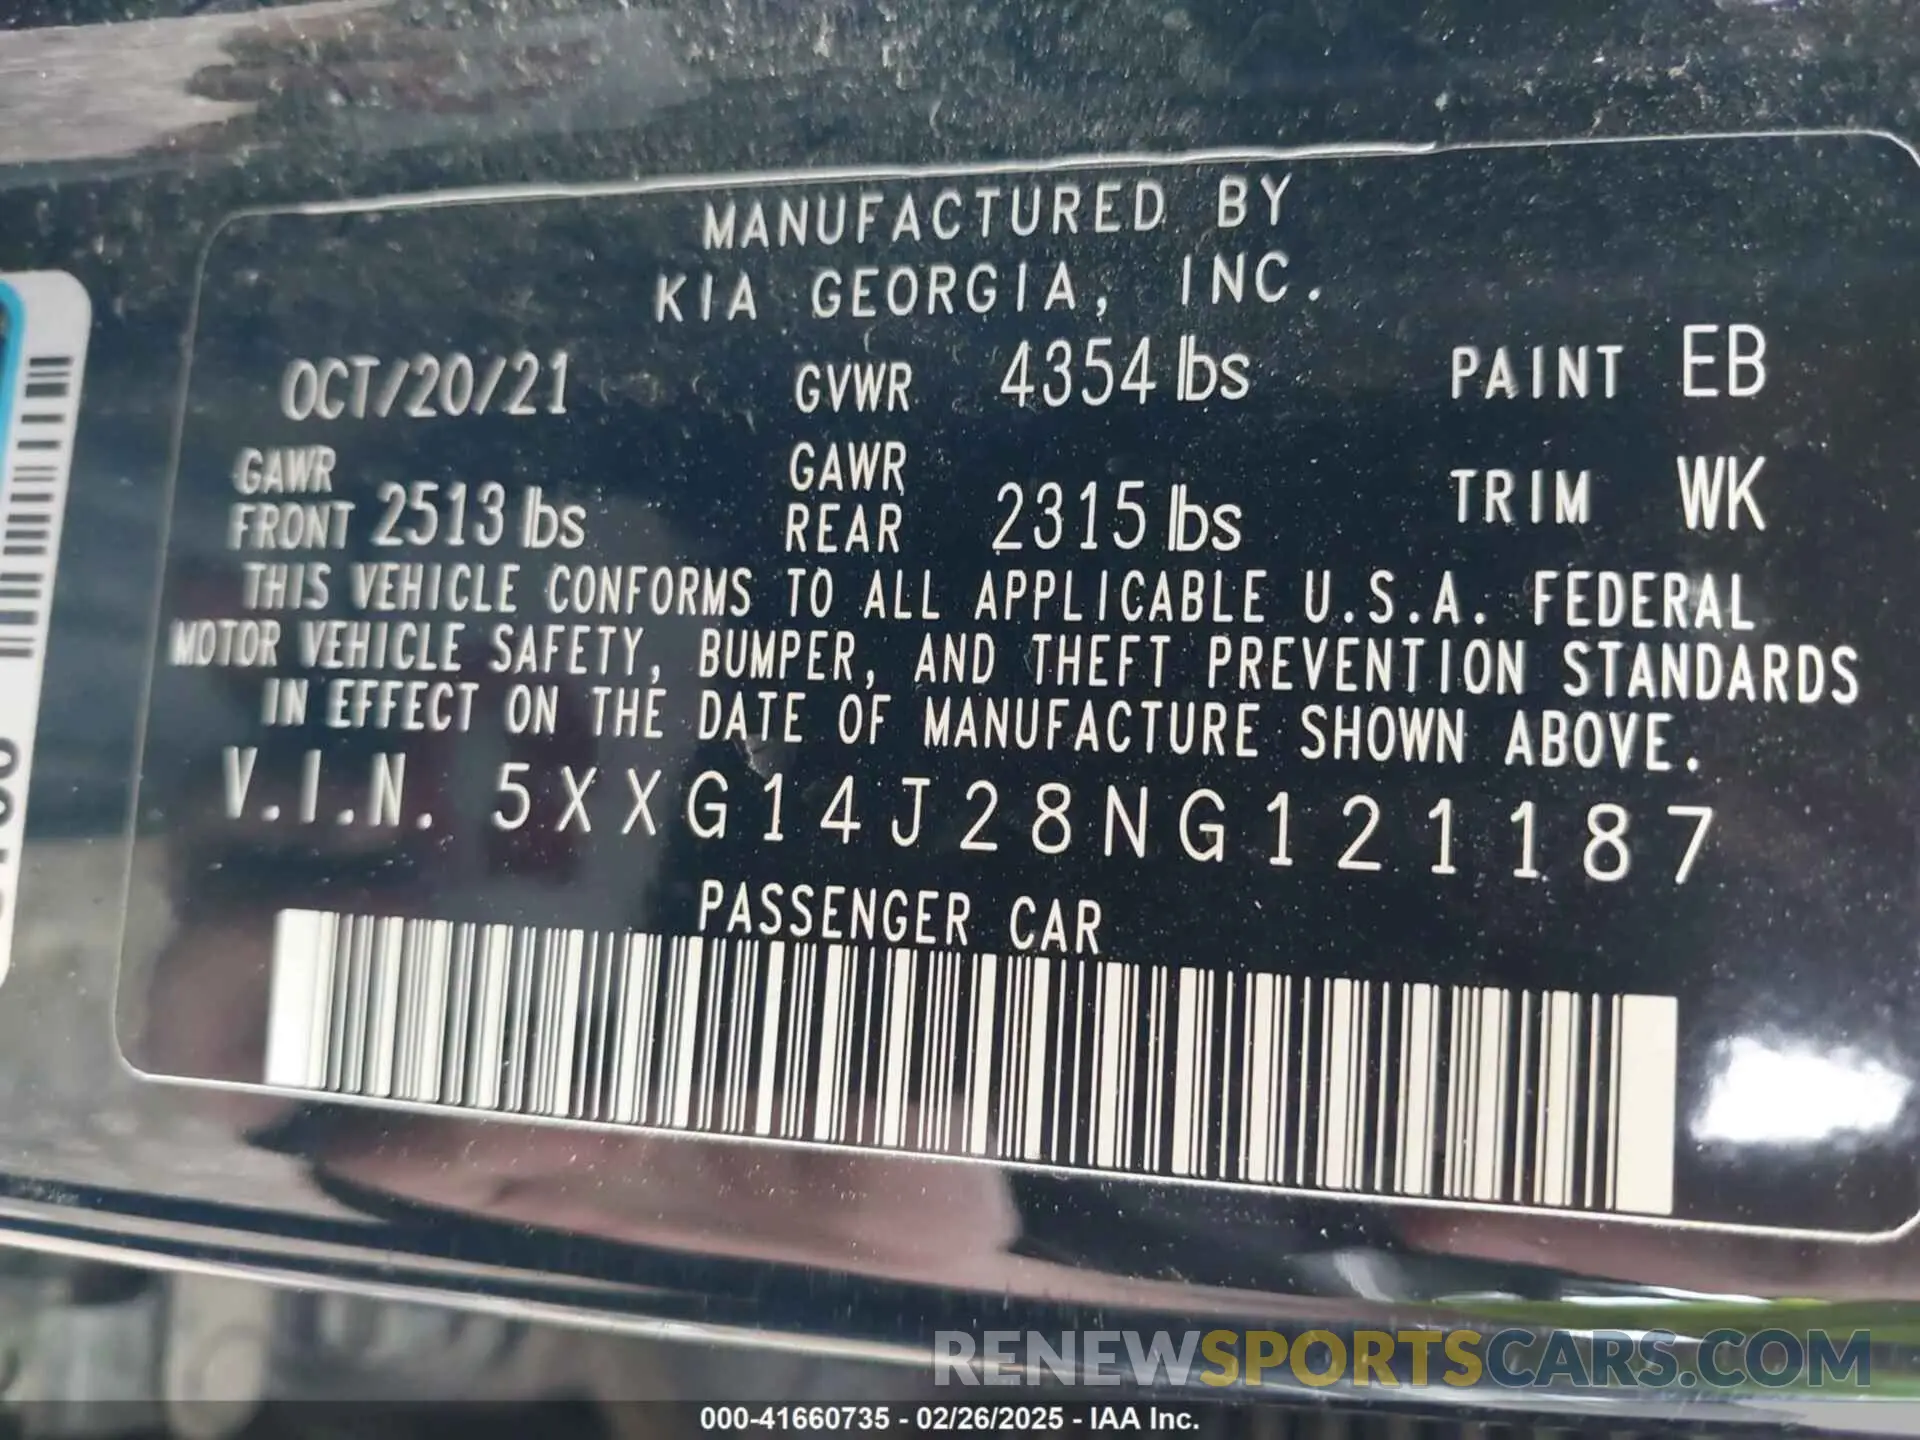 MANUFACTURED BY
KIA GEORGIA, INC.
OCT/20/21 GVWR 4354 lbs PAINT EB
GAWR FRONT 2513 lbs GAWR REAR 2315 lbs TRIM WK
THIS VEHICLE CONFORMS TO ALL APPLICABLE U.S.A. FEDERAL
MOTOR VEHICLE SAFETY, BUMPER, AND THEFT PREVENTION STANDARDS
IN EFFECT ON THE DATE OF MANUFACTURE SHOWN ABOVE.
V.I.N. 5XXG14J28NG121187
PASSENGER CAR
RENEWSPORTSCARS.COM
000-41660735 - 02/26/2025 - IAA Inc.